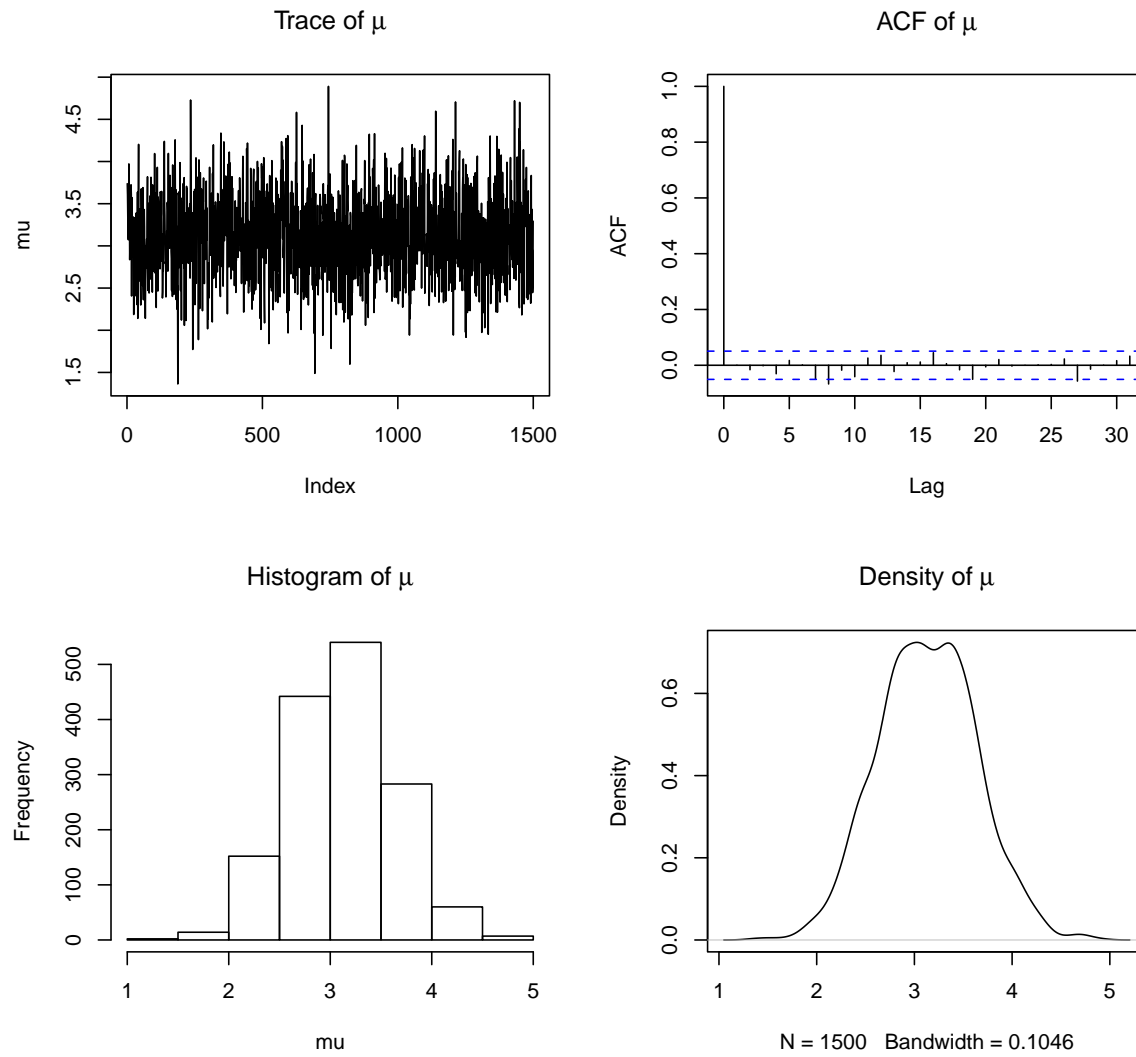 Trace of μ
mu
1.5 2.5 3.5 4.5
0 500 1000 1500
Index
ACF of μ
ACF
0.0 0.2 0.4 0.6 0.8 1.0
0 5 10 15 20 25 30
Lag
Histogram of μ
Frequency
0 100 200 300 400 500
1 2 3 4 5
mu
Density of μ
Density
0.0 0.2 0.4 0.6
1 2 3 4 5
N = 1500 Bandwidth = 0.1046